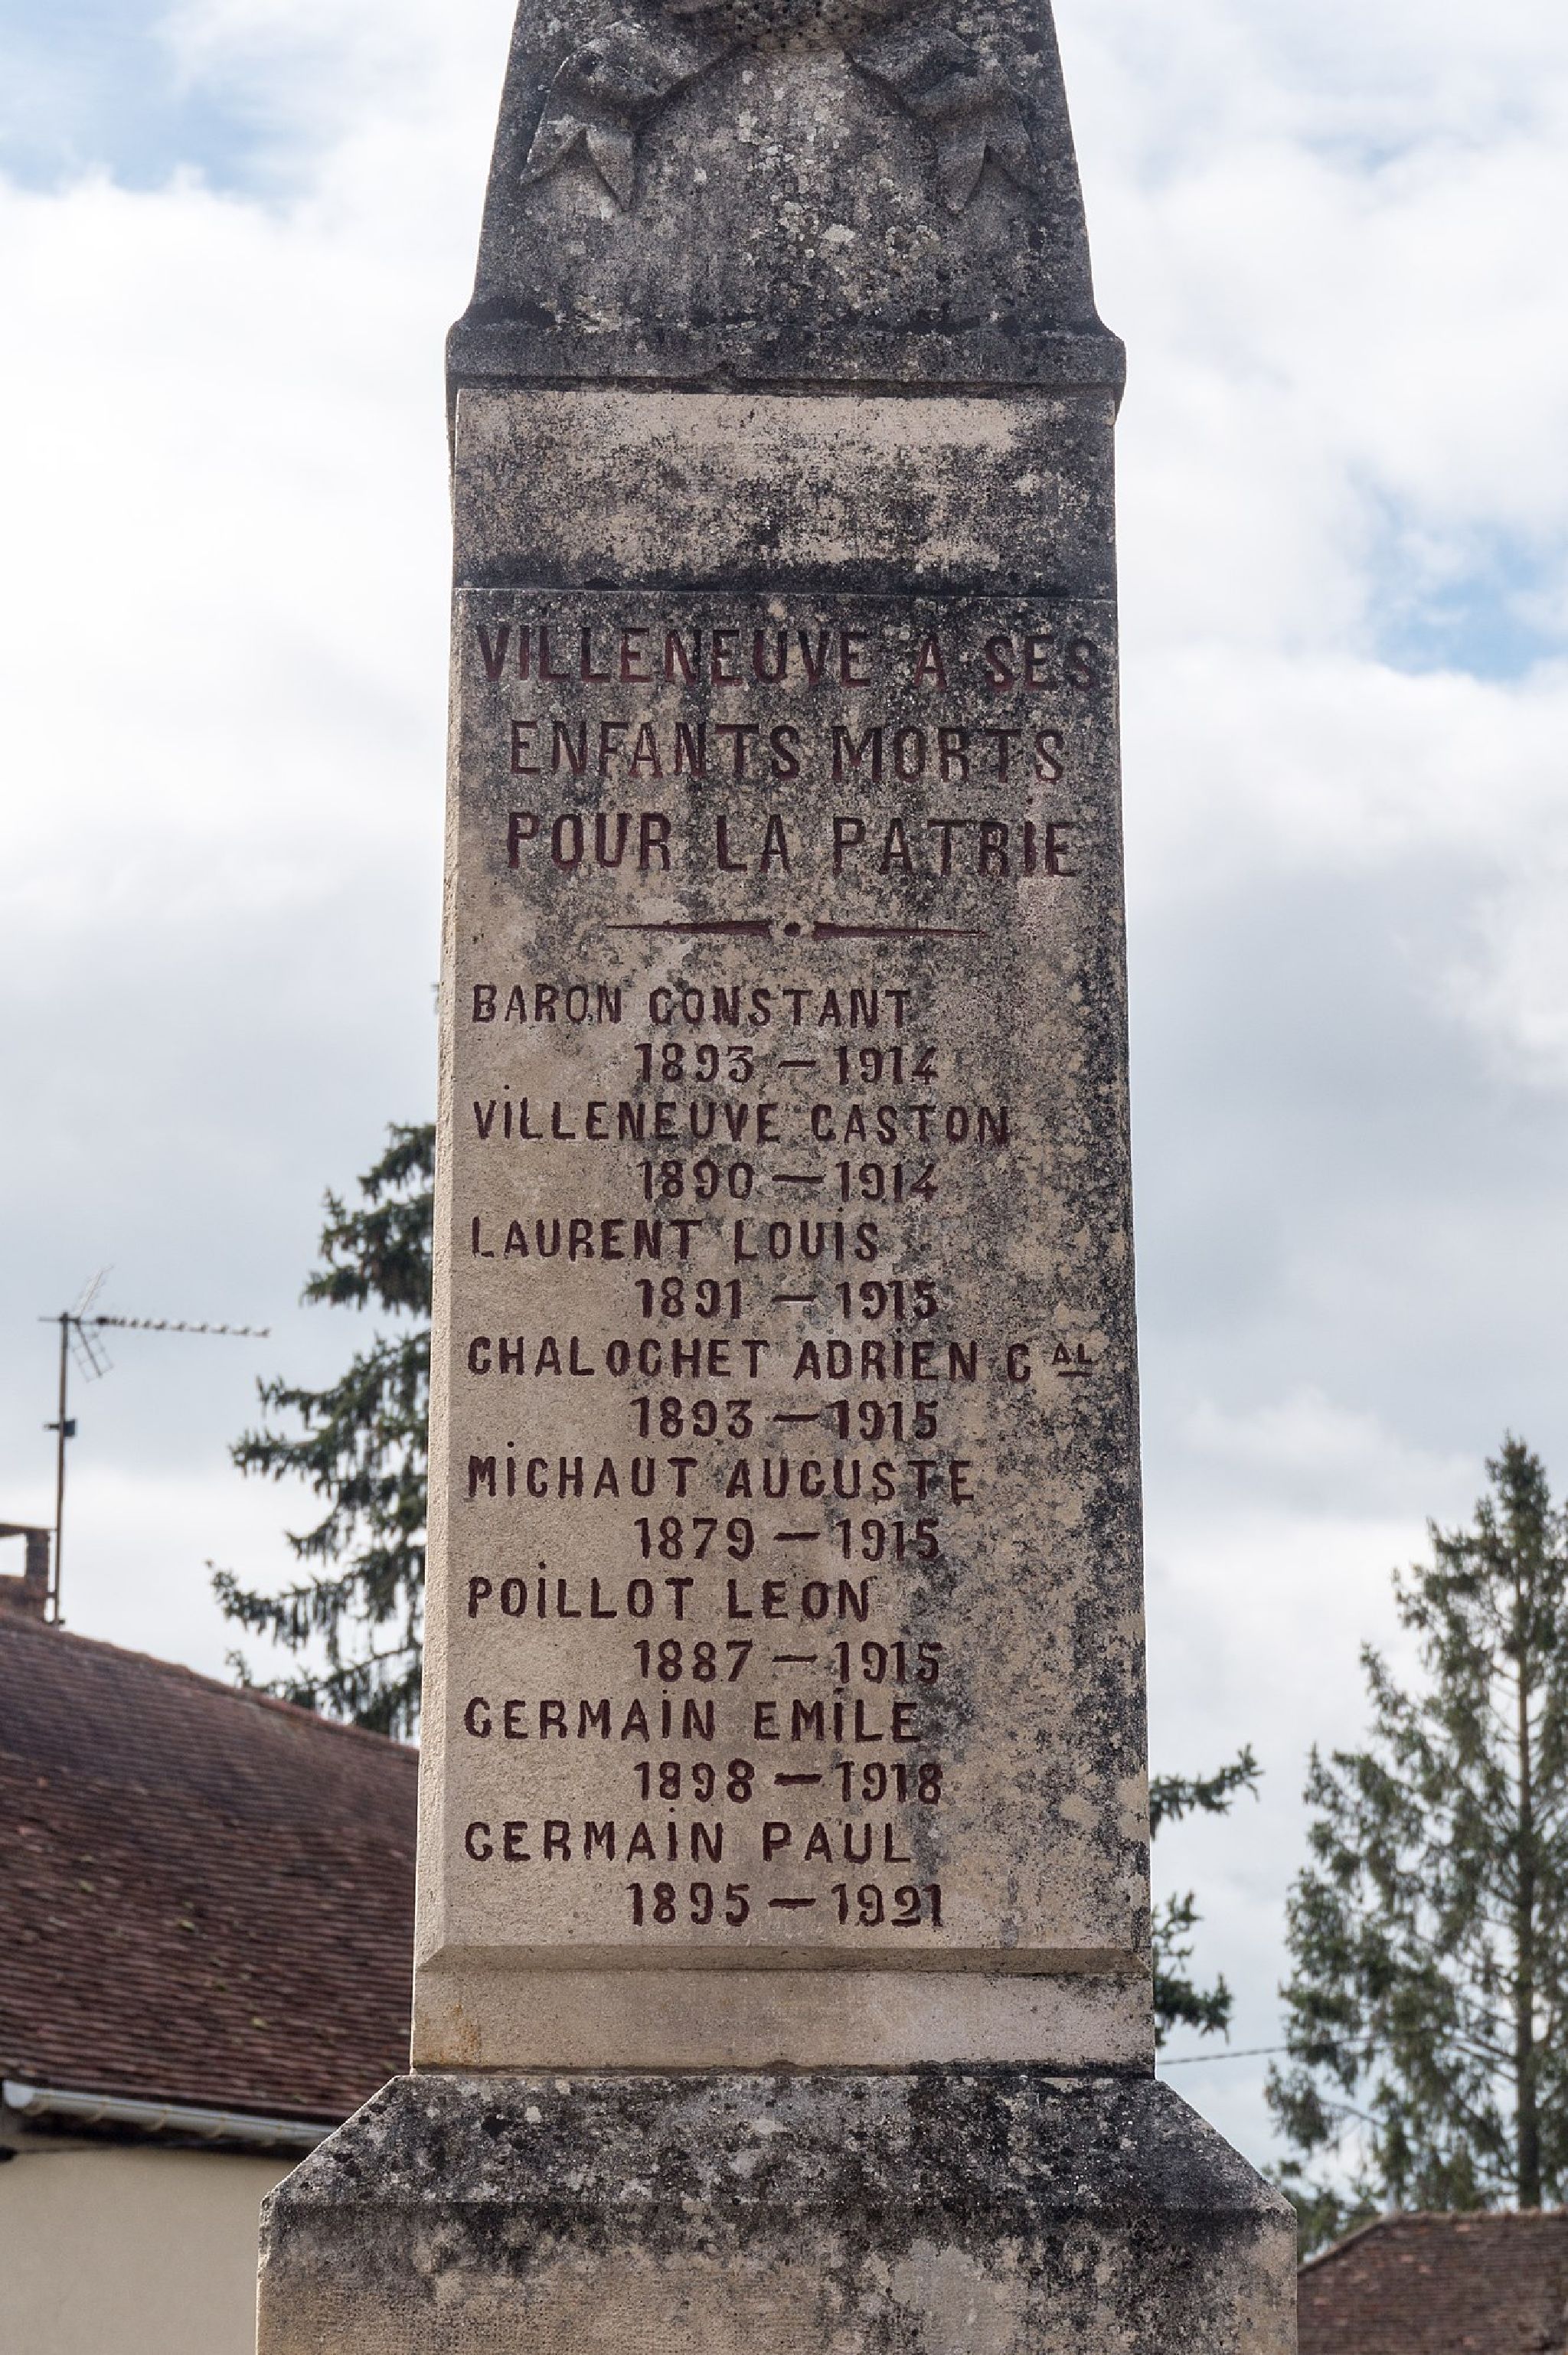 VILLENEUVE A SES
ENFANTS MORTS
POUR LA PATRIE
BARON CONSTANT
1893 — 1914
VILLENEUVE GASTON
1890 — 1914
LAURENT LOUIS
1891 — 1915
CHALOCHET ADRIEN CAL
1893 — 1915
MICHAUT AUGUSTE
1879 — 1915
POILLOT LEON
1887 — 1915
GERMAIN EMILE
1898 — 1918
GERMAIN PAUL
1895 — 1921